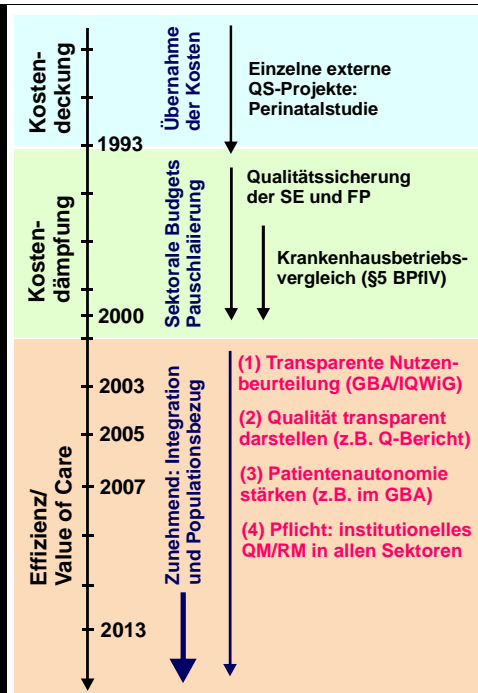 Kosten-
deckung
Übernahme
der Kosten
Einzelne externe
QS-Projekte:
Perinatalstudie
1993
Kosten-
dämpfung
Sektorale Budgets
Pauschlaiierung
Qualitätssicherung
der SE und FP
Krankenhausbetriebs-
vergleich (§5 BPflV)
2000
Effizienz/
Value of Care
2003
2005
2007
2013
Zunehmend: Integration
und Populationsbezug
(1) Transparente Nutzen-
beurteilung (GBA/IQWiG)
(2) Qualität transparent
darstellen (z.B. Q-Bericht)
(3) Patientenautonomie
stärken (z.B. im GBA)
(4) Pflicht: institutionelles
QM/RM in allen Sektoren